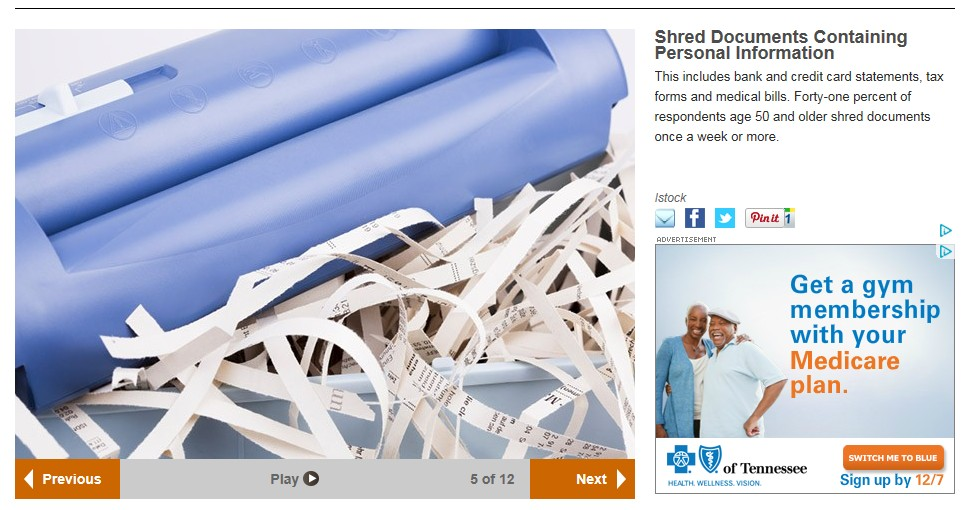 Shred Documents Containing
Personal Information
This includes bank and credit card statements, tax
forms and medical bills. Forty-one percent of
respondents age 50 and older shred documents
once a week or more.
Istock
Pin it 1
ADVERTISEMENT
Get a gym
membership
with your
Medicare
plan.
of Tennessee
HEALTH. WELLNESS. VISION.
SWITCH ME TO BLUE
Sign up by 12/7
Previous
Play
5 of 12
Next